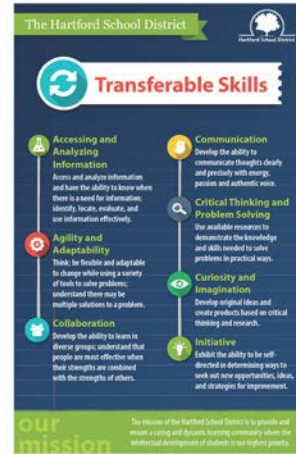 The Hartford School District
Hartford School District
Transferable Skills
Accessing and
Analyzing
Information
Access and analyze information
and have the ability to know when
there is a need for information;
identify, locate, evaluate, and
use information effectively.
Agility and
Adaptability
Think; be flexible and adaptable
to change while using a variety
of tools to solve problems;
understand there may be
multiple solutions to a problem.
Collaboration
Develop the ability to learn in
diverse groups; understand that
people are most effective when
their strengths are combined
with the strengths of others.
Communication
Develop the ability to
communicate thoughts clearly
and precisely with energy,
passion and authentic voice.
Critical Thinking and
Problem Solving
Use available resources to
demonstrate the knowledge
and skills needed to solve
problems in practical ways.
Curiosity and
Imagination
Develop original ideas and
create products based on critical
thinking and research.
Initiative
Exhibit the ability to be self-
directed in determining ways to
seek out new opportunities, ideas,
and strategies for improvement.
our
mission
The mission of the Hartford School District is to provide and
ensure a caring and dynamic learning community where the
intellectual development of students is our highest priority.